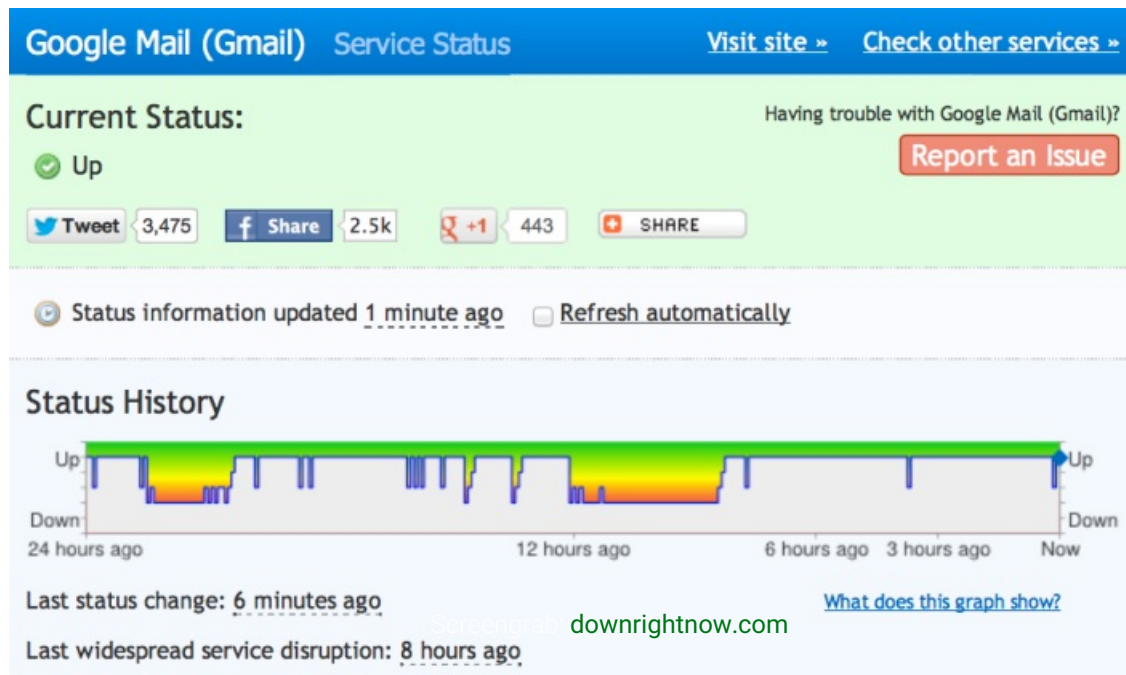 Google Mail (Gmail) Service Status Visit site » Check other services »
Current Status:
Having trouble with Google Mail (Gmail)?
Up
Report an Issue
Tweet 3,475 f Share 2.5k g +1 443 SHARE
Status information updated 1 minute ago Refresh automatically
Status History
Up Up
Down Down
24 hours ago 12 hours ago 6 hours ago 3 hours ago Now
Last status change: 6 minutes ago What does this graph show?
Screengrab downrightnow.com
Last widespread service disruption: 8 hours ago